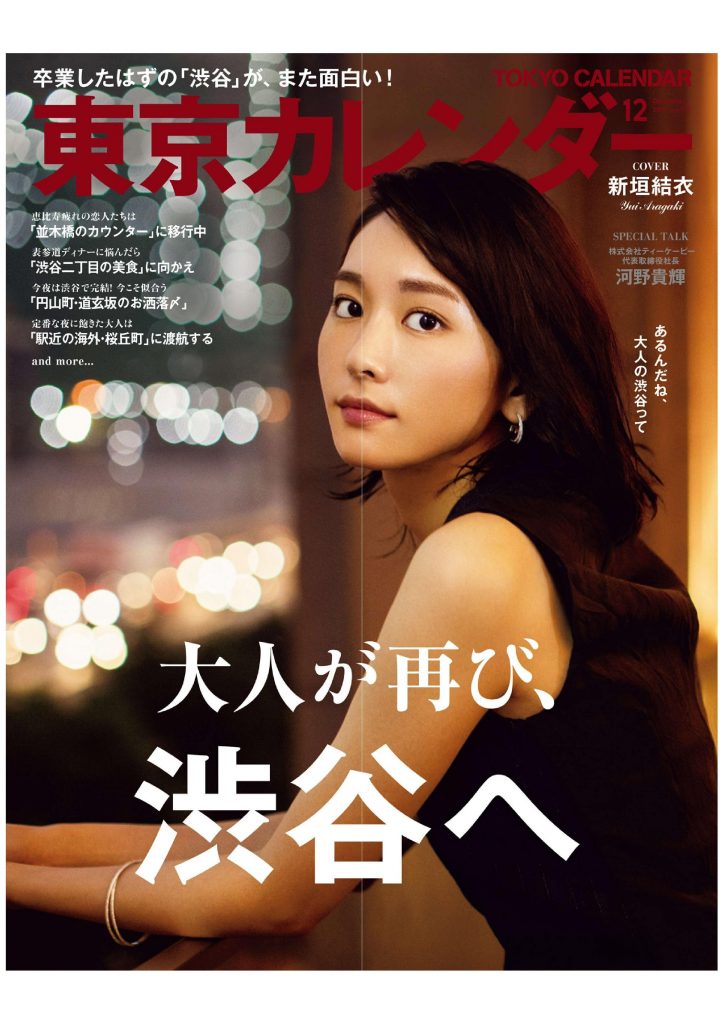 卒業したはずの「渋谷」が、また面白い！
TOKYO CALENDAR
東京カレンダー
12
COVER
新垣結衣
Yui Aragaki
SPECIAL TALK
株式会社ティーケーピー
代表取締役社長
河野貴輝
恵比寿疲れの恋人たちは
「並木橋のカウンター」に移行中
表参道ディナーに悩んだら
「渋谷二丁目の美食」に向かえ
今夜は渋谷で完結！今こそ似合う
「円山町・道玄坂のお洒落〆」
定番な夜に飽きた大人は
「駅近の海外・桜丘町」に渡航する
and more...
あるんだね、
大人の渋谷って
大人が再び、
渋谷へ